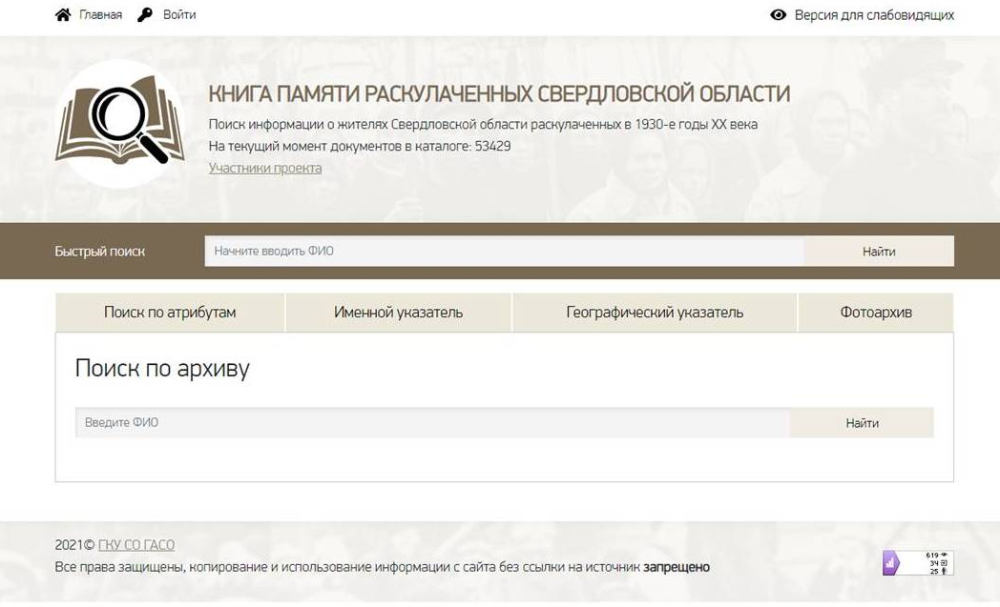 Главная Войти Версия для слабовидящих
КНИГА ПАМЯТИ РАСКУЛАЧЕННЫХ СВЕРДЛОВСКОЙ ОБЛАСТИ
Поиск информации о жителях Свердловской области раскулаченных в 1930-е годы XX века
На текущий момент документов в каталоге: 53429
Участники проекта
Быстрый поиск Начните вводить ФИО Найти
Поиск по атрибутам Именной указатель Географический указатель Фотоархив
Поиск по архиву
Введите ФИО Найти
2021© ГКУ СО ГАСО
Все права защищены, копирование и использование информации с сайта без ссылки на источник запрещено
619
34
25